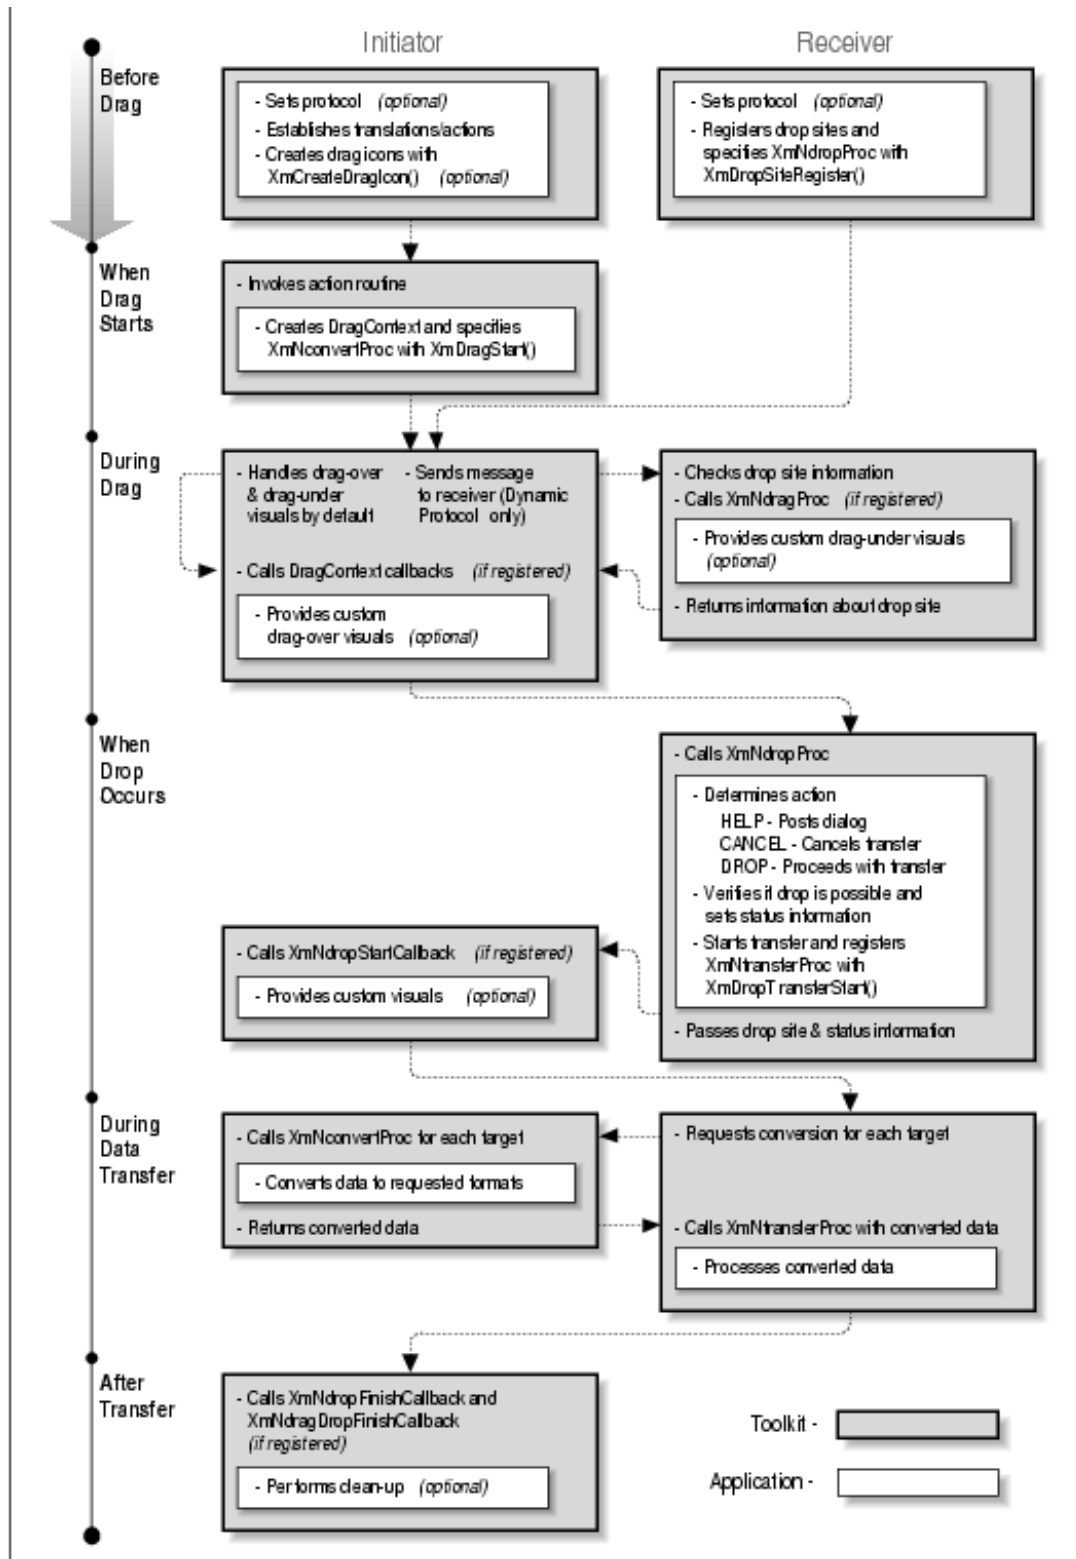 Initiator
Receiver
Before
Drag
- Sets protocol (optional)
- Establishes translations/actions
- Creates drag icons with
XmCreateDragIcon() (optional)
- Sets protocol (optional)
- Registers drop sites and
specifies XmNdropProc with
XmDropSiteRegister()
When
Drag
Starts
- Invokes action routine
- Creates DragContext and specifies
XmNconvertProc with XmDragStart()
During
Drag
- Handles drag-over
& drag-under
visuals by default
- Sends message
to receiver (Dynamic
Protocol only)
- Calls DragContext callbacks (if registered)
- Provides custom
drag-over visuals (optional)
- Checks drop site information
- Calls XmNdragProc (if registered)
- Provides custom drag-under visuals
(optional)
- Returns information about drop site
When
Drop
Occurs
- Calls XmNdropProc
- Determines action
HELP - Posts dialog
CANCEL - Cancels transfer
DROP - Proceeds with transfer
- Verifies if drop is possible and
sets status information
- Starts transfer and registers
XmNtransferProc with
XmDropTransferStart()
- Passes drop site & status information
- Calls XmNdropStartCallback (if registered)
- Provides custom visuals (optional)
During
Data
Transfer
- Calls XmNconvertProc for each target
- Converts data to requested formats
- Returns converted data
- Requests conversion for each target
- Calls XmNtransferProc with converted data
- Processes converted data
After
Transfer
- Calls XmNdropFinishCallback and
XmNdragDropFinishCallback
(if registered)
- Performs clean-up (optional)
Toolkit -
Application -